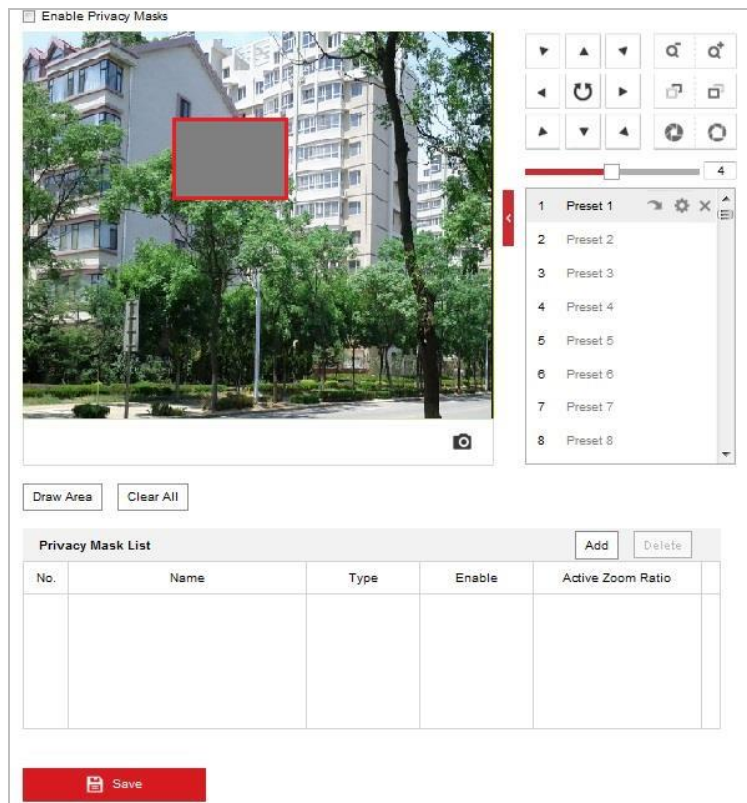 Enable Privacy Masks
4
1 Preset 1
2 Preset 2
3 Preset 3
4 Preset 4
5 Preset 5
6 Preset 6
7 Preset 7
8 Preset 8
Draw Area Clear All
Privacy Mask List Add Delete
No. Name Type Enable Active Zoom Ratio
Save